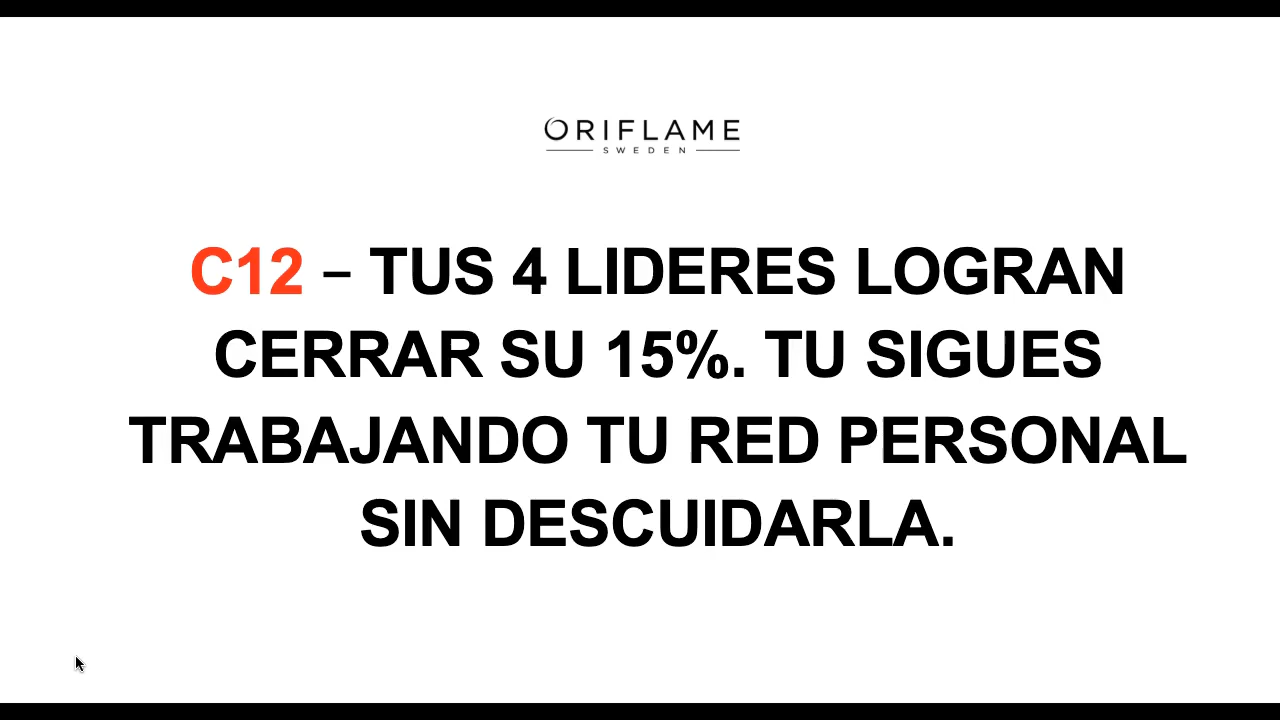 ORIFLAME
SWEDEN
C12 – TUS 4 LIDERES LOGRAN
CERRAR SU 15%. TU SIGUES
TRABAJANDO TU RED PERSONAL
SIN DESCUIDARLA.